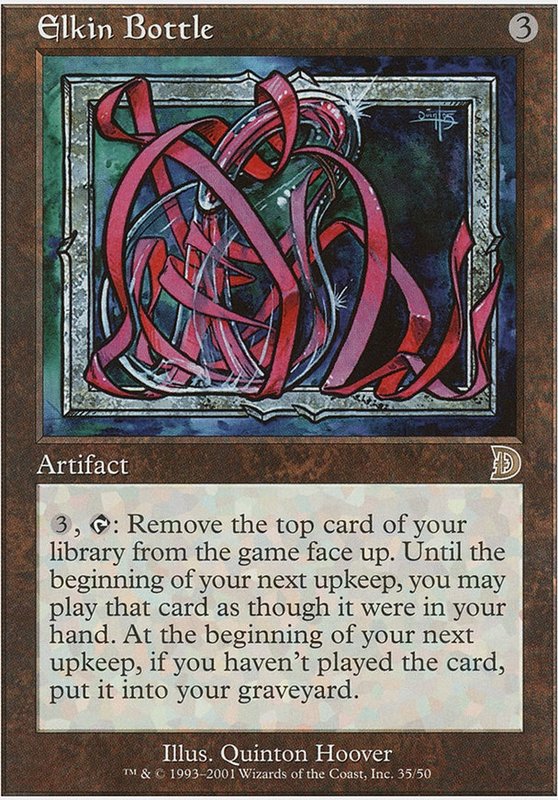 Elkin Bottle 3
Artifact
3, : Remove the top card of your
library from the game face up. Until the
beginning of your next upkeep, you may
play that card as though it were in your
hand. At the beginning of your next
upkeep, if you haven't played the card,
put it into your graveyard.
Illus. Quinton Hoover
™ & © 1993–2001 Wizards of the Coast, Inc. 35/50